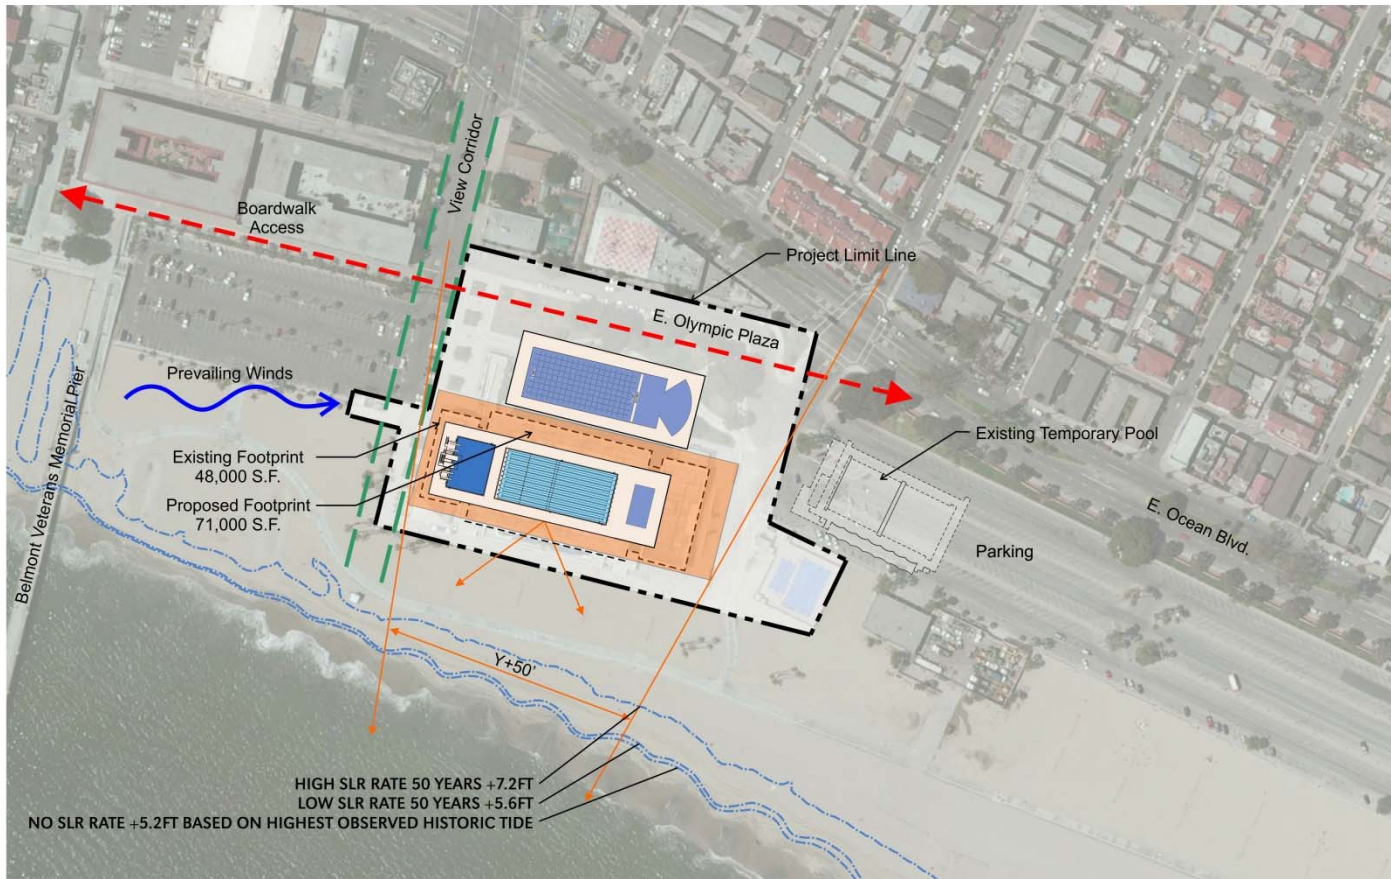 View Corridor
Boardwalk
Access
Project Limit Line
E. Olympic Plaza
Prevailing Winds
Belmont Veterans Memorial Pier
Existing Footprint
48,000 S.F.
Proposed Footprint
71,000 S.F.
Existing Temporary Pool
E. Ocean Blvd.
Parking
Y+50'
HIGH SLR RATE 50 YEARS +7.2FT
LOW SLR RATE 50 YEARS +5.6FT
NO SLR RATE +5.2FT BASED ON HIGHEST OBSERVED HISTORIC TIDE